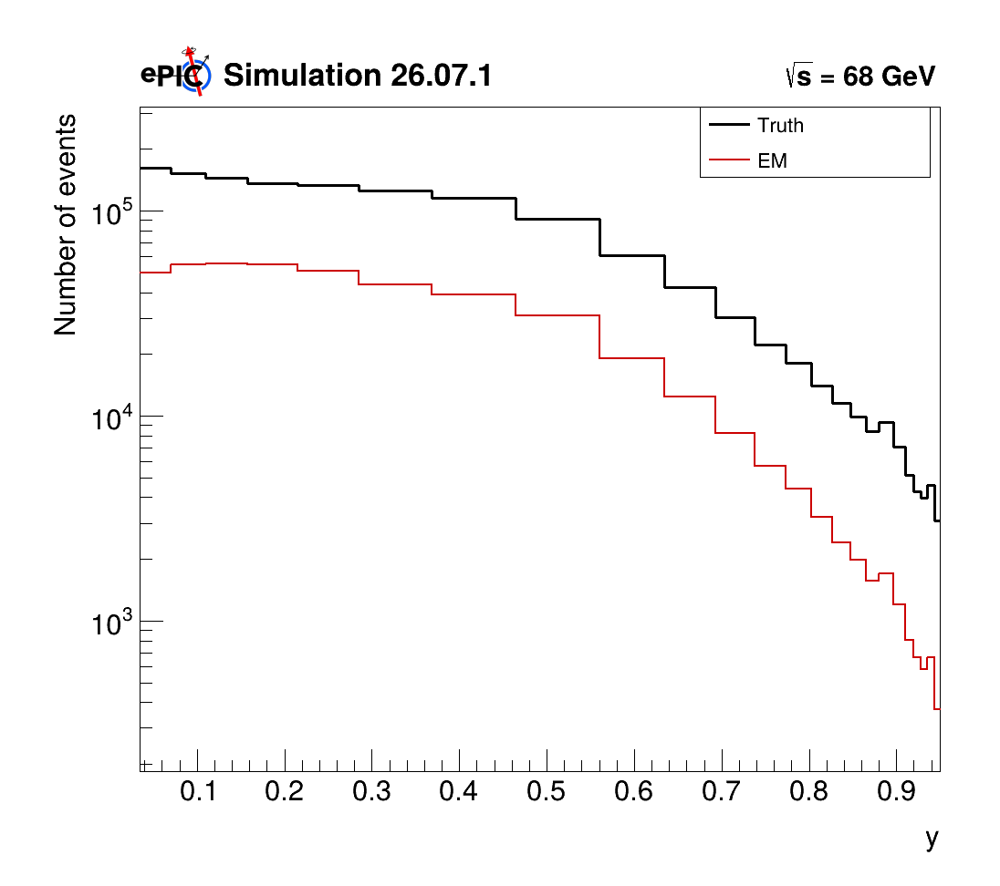 ePIC Simulation 26.07.1
√s = 68 GeV
Truth
EM
Number of events
10⁵
10⁴
10³
0.1 0.2 0.3 0.4 0.5 0.6 0.7 0.8 0.9
y